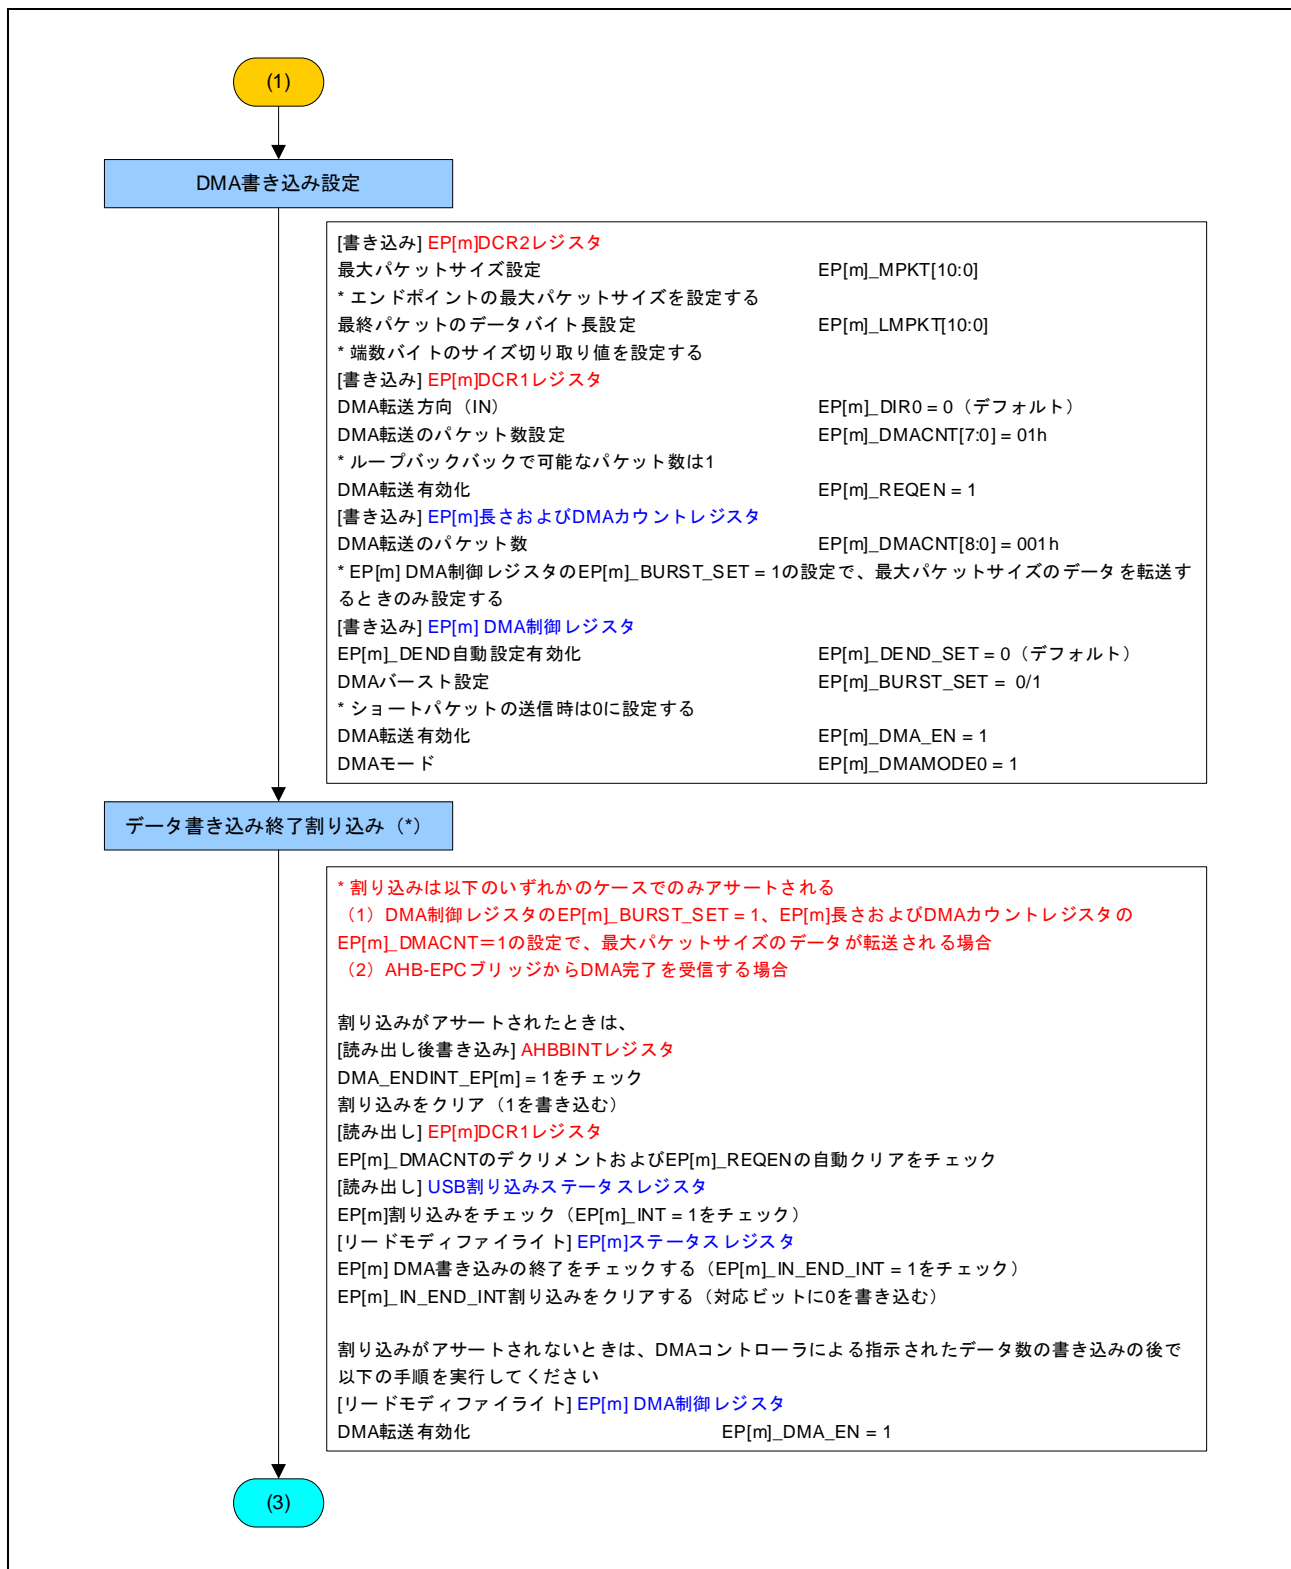 (1)
DMA書き込み設定
[書き込み] EP[m]DCR2レジスタ
最大パケットサイズ設定 EP[m]_MPKT[10:0]
* エンドポイントの最大パケットサイズを設定する
最終パケットのデータバイト長設定 EP[m]_LMPKT[10:0]
* 端数バイトのサイズ切り取り値を設定する
[書き込み] EP[m]DCR1レジスタ
DMA転送方向（IN） EP[m]_DIR0 = 0（デフォルト）
DMA転送のパケット数設定 EP[m]_DMACNT[7:0] = 01h
* ループバックバックで可能なパケット数は1
DMA転送有効化 EP[m]_REQEN = 1
[書き込み] EP[m]長さおよびDMAカウントレジスタ
DMA転送のパケット数 EP[m]_DMACNT[8:0] = 001h
* EP[m] DMA制御レジスタのEP[m]_BURST_SET = 1の設定で、最大パケットサイズのデータを転送す
るときのみ設定する
[書き込み] EP[m] DMA制御レジスタ
EP[m]_DEND自動設定有効化 EP[m]_DEND_SET = 0（デフォルト）
DMAバースト設定 EP[m]_BURST_SET = 0/1
* ショートパケットの送信時は0に設定する
DMA転送有効化 EP[m]_DMA_EN = 1
DMAモード EP[m]_DMAMODE0 = 1
データ書き込み終了割り込み（*）
* 割り込みは以下のいずれかのケースでのみアサートされる
（1）DMA制御レジスタのEP[m]_BURST_SET = 1、EP[m]長さおよびDMAカウントレジスタの
EP[m]_DMACNT＝1の設定で、最大パケットサイズのデータが転送される場合
（2）AHB-EPCブリッジからDMA完了を受信する場合
割り込みがアサートされたときは、
[読み出し後書き込み] AHBBINTレジスタ
DMA_ENDINT_EP[m] = 1をチェック
割り込みをクリア（1を書き込む）
[読み出し] EP[m]DCR1レジスタ
EP[m]_DMACNTのデクリメントおよびEP[m]_REQENの自動クリアをチェック
[読み出し] USB割り込みステータスレジスタ
EP[m]割り込みをチェック（EP[m]_INT = 1をチェック）
[リードモディファイライト] EP[m]ステータスレジスタ
EP[m] DMA書き込みの終了をチェックする（EP[m]_IN_END_INT = 1をチェック）
EP[m]_IN_END_INT割り込みをクリアする（対応ビットに0を書き込む）
割り込みがアサートされないときは、DMAコントローラによる指示されたデータ数の書き込みの後で
以下の手順を実行してください
[リードモディファイライト] EP[m] DMA制御レジスタ
DMA転送有効化 EP[m]_DMA_EN = 1
(3)